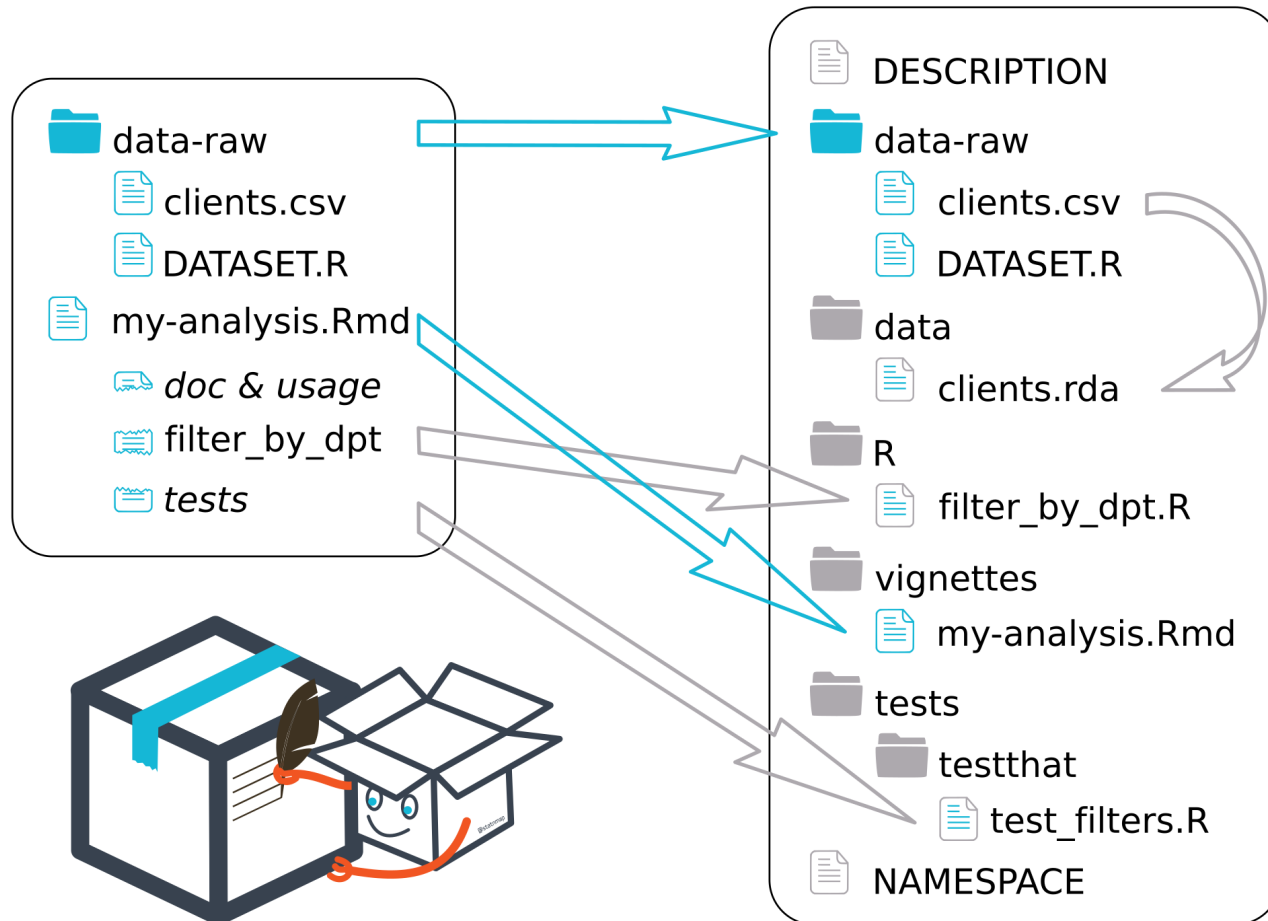 data-raw
clients.csv
DATASET.R
my-analysis.Rmd
doc & usage
filter_by_dpt
tests
DESCRIPTION
data-raw
clients.csv
DATASET.R
data
clients.rda
R
filter_by_dpt.R
vignettes
my-analysis.Rmd
tests
testthat
test_filters.R
NAMESPACE
@statnmap